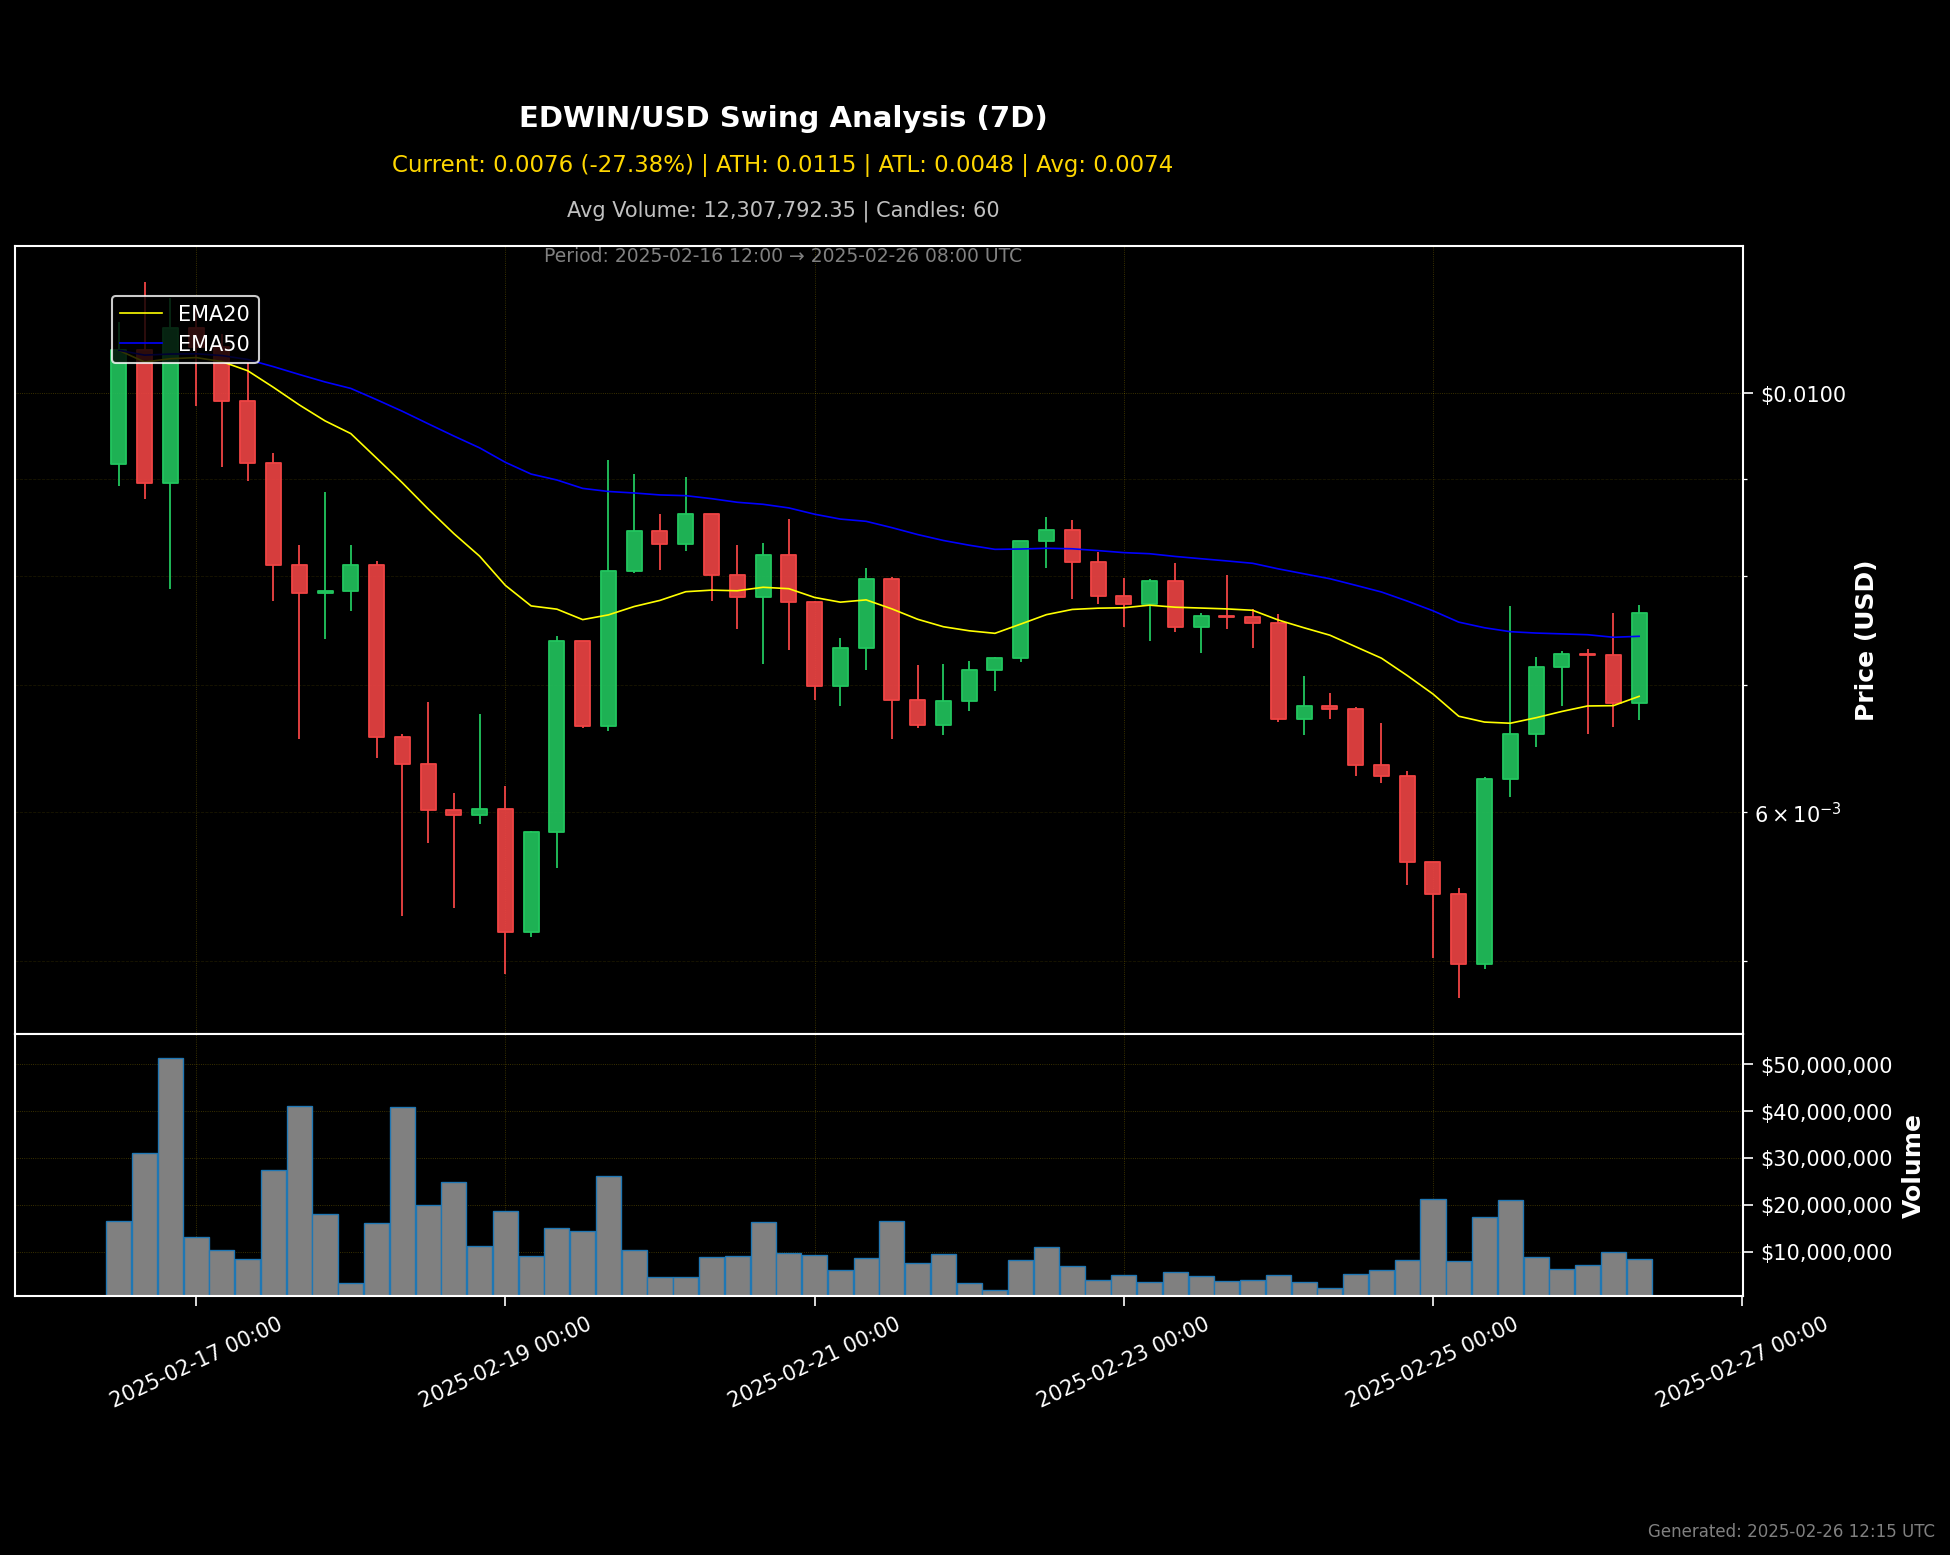 EDWIN/USD Swing Analysis (7D)
Current: 0.0076 (-27.38%) | ATH: 0.0115 | ATL: 0.0048 | Avg: 0.0074
Avg Volume: 12,307,792.35 | Candles: 60
Period: 2025-02-16 12:00 → 2025-02-26 08:00 UTC
EMA20
EMA50
$0.0100
6 × 10⁻³
Price (USD)
$50,000,000
$40,000,000
$30,000,000
$20,000,000
$10,000,000
Volume
2025-02-17 00:00
2025-02-19 00:00
2025-02-21 00:00
2025-02-23 00:00
2025-02-25 00:00
2025-02-27 00:00
Generated: 2025-02-26 12:15 UTC